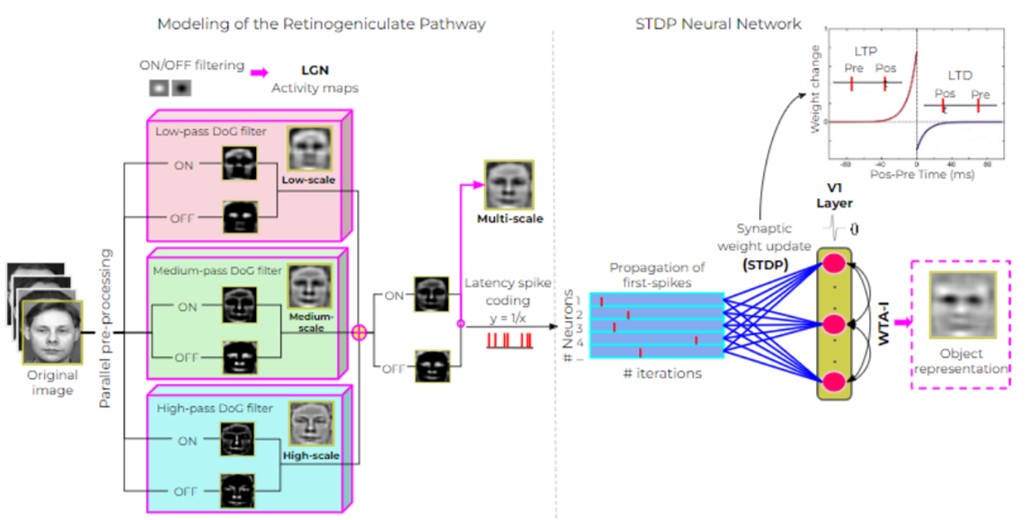 Modeling of the Retinogeniculate Pathway
ON/OFF filtering
LGN
Activity maps
Low-pass DoG filter
ON
OFF
Low-scale
Medium-pass DoG filter
ON
OFF
Medium-
scale
High-pass DoG filter
ON
OFF
High-scale
Parallel pre-processing
Original
image
ON
OFF
Multi-scale
Latency spike
coding
y = 1/x
STDP Neural Network
Weight change
LTP
Pre Pos
LTD
Pos Pre
-80 -40 0 40 80
Pos-Pre Time (ms)
V1
Layer
Synaptic
weight update
(STDP)
Propagation of
first-spikes
# Neurons
1
2
3
4
...
# iterations
WTA-I
Object
representation